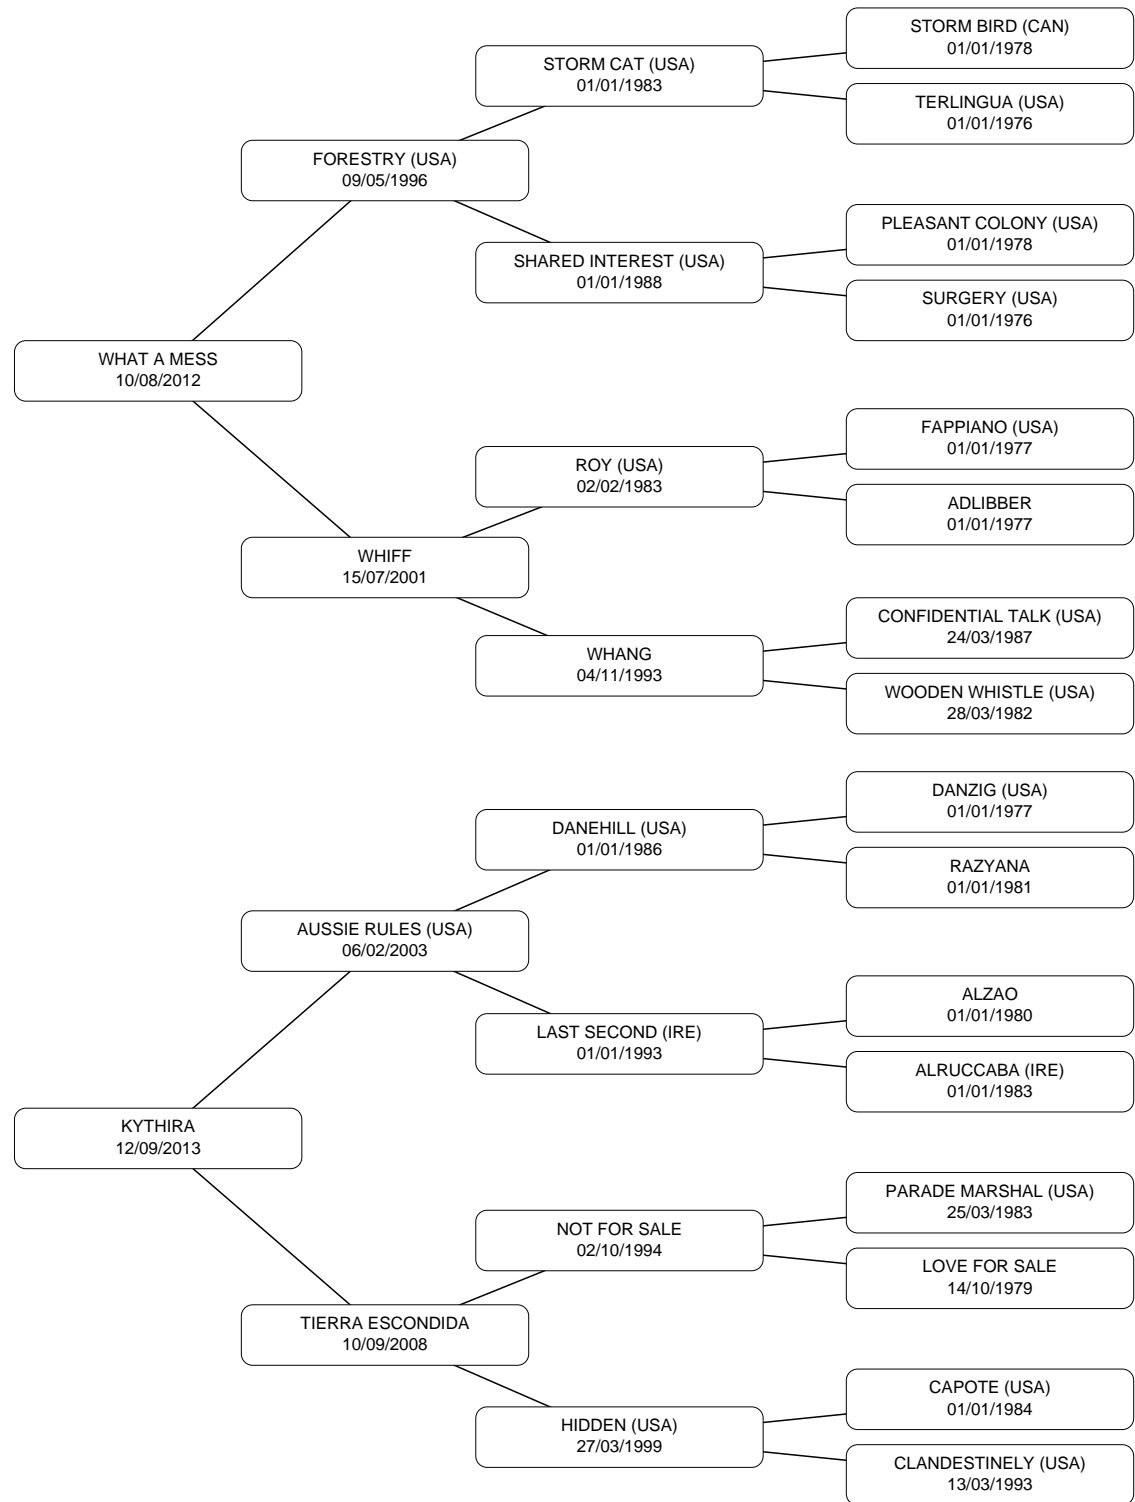 STORM BIRD (CAN)
01/01/1978
STORM CAT (USA)
01/01/1983
TERLINGUA (USA)
01/01/1976
FORESTRY (USA)
09/05/1996
PLEASANT COLONY (USA)
01/01/1978
SHARED INTEREST (USA)
01/01/1988
SURGERY (USA)
01/01/1976
WHAT A MESS
10/08/2012
FAPPIANO (USA)
01/01/1977
ROY (USA)
02/02/1983
ADLIBBER
01/01/1977
WHIFF
15/07/2001
CONFIDENTIAL TALK (USA)
24/03/1987
WHANG
04/11/1993
WOODEN WHISTLE (USA)
28/03/1982
DANZIG (USA)
01/01/1977
DANEHILL (USA)
01/01/1986
RAZYANA
01/01/1981
AUSSIE RULES (USA)
06/02/2003
ALZAO
01/01/1980
LAST SECOND (IRE)
01/01/1993
ALRUCCABA (IRE)
01/01/1983
KYTHIRA
12/09/2013
PARADE MARSHAL (USA)
25/03/1983
NOT FOR SALE
02/10/1994
LOVE FOR SALE
14/10/1979
TIERRA ESCONDIDA
10/09/2008
CAPOTE (USA)
01/01/1984
HIDDEN (USA)
27/03/1999
CLANDESTINELY (USA)
13/03/1993